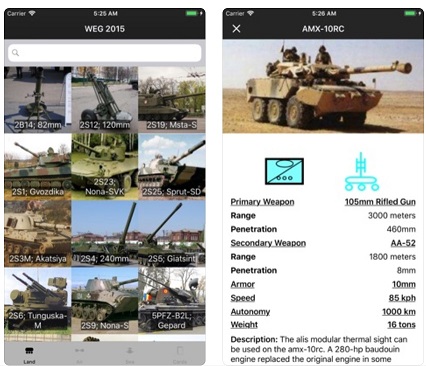 Carrier 5:25 AM
WEG 2015
2B14; 82mm
2S12; 120mm
2S19; Msta-S
2S1; Gvozdika
2S23;
Nona-SVK
2S25; Sprut-SD
2S3M; Akatsiya
2S4; 240mm
2S5; Giatsint
2S6; Tunguska-
M
2S9; Nona-S
5PFZ-B2L;
Gepard
Land
Air
Sea
Carrier 5:26 AM
AMX-10RC
Primary Weapon 105mm Rifled Gun
Range 3000 meters
Penetration 460mm
Secondary Weapon AA-52
Range 1800 meters
Penetration 8mm
Armor 10mm
Speed 85 kph
Autonomy 1000 km
Weight 16 tons
Description: The alis modular thermal sight can
be used on the amx-10rc. A 280-hp baudouin
engine replaced the original engine in some